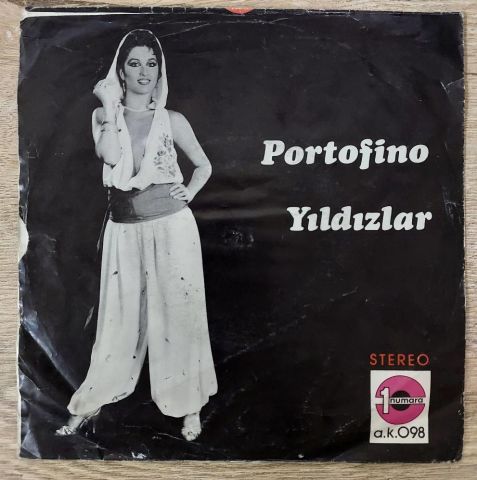 Portofino
Yıldızlar
STEREO
1 numara
a.k.098